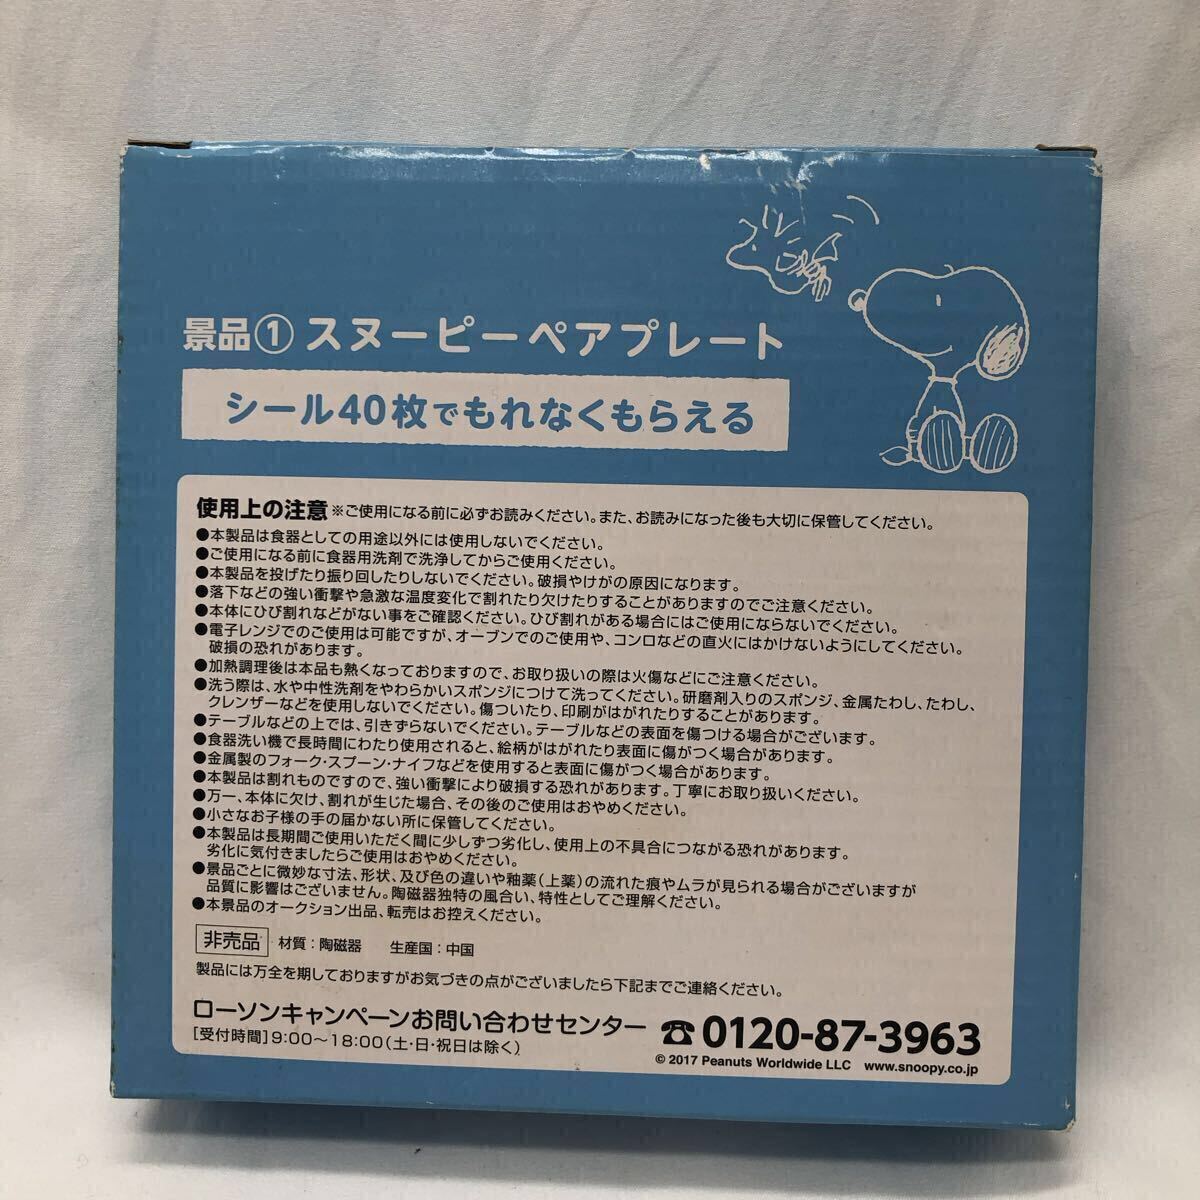 景品① スヌーピーペアプレート
シール40枚でもれなくもらえる
使用上の注意 ※ご使用になる前に必ずお読みください。また、お読みになった後も大切に保管してください。
●本製品は食器としての用途以外には使用しないでください。
●ご使用になる前に食器用洗剤で洗浄してからご使用ください。
●本製品を投げたり振り回したりしないでください。破損やけがの原因になります。
●落下などの強い衝撃や急激な温度変化で割れたり欠けたりすることがありますのでご注意ください。
●本体にひび割れなどがない事をご確認ください。ひび割れがある場合にはご使用にならないでください。
●電子レンジでのご使用は可能ですが、オーブンでのご使用や、コンロなどの直火にはかけないようにしてください。
破損の恐れがあります。
●加熱調理後は本品も熱くなっておりますので、お取り扱いの際は火傷などにご注意ください。
●洗う際は、水や中性洗剤をやわらかいスポンジにつけて洗ってください。研磨剤入りのスポンジ、金属たわし、たわし、
クレンザーなどを使用しないでください。傷ついたり、印刷がはがれたりすることがあります。
●テーブルなどの上では、引きずらないでください。テーブルなどの表面を傷つける場合がございます。
●食器洗い機で長時間にわたり使用されると、絵柄がはがれたり表面に傷がつく場合があります。
●金属製のフォーク・スプーン・ナイフなどを使用すると表面に傷がつく場合があります。
●本製品は割れものですので、強い衝撃により破損する恐れがあります。丁寧にお取り扱いください。
●万一、本体に欠け、割れが生じた場合、その後のご使用はおやめください。
●小さなお子様の手の届かない所に保管してください。
●本製品は長期間ご使用いただく間に少しずつ劣化し、使用上の不具合につながる恐れがあります。
劣化に気付きましたらご使用はおやめください。
●景品ごとに微妙な寸法、形状、及び色の違いや釉薬(上薬)の流れた痕やムラが見られる場合がございますが
品質に影響はございません。陶磁器独特の風合い、特性としてご理解ください。
●本景品のオークション出品、転売はお控えください。
非売品 材質:陶磁器 生産国:中国
製品には万全を期しておりますがお気づきの点がございましたら下記までご連絡ください。
ローソンキャンペーンお問い合わせセンター ☎0120-87-3963
[受付時間]9:00〜18:00(土・日・祝日は除く)
© 2017 Peanuts Worldwide LLC www.snoopy.co.jp